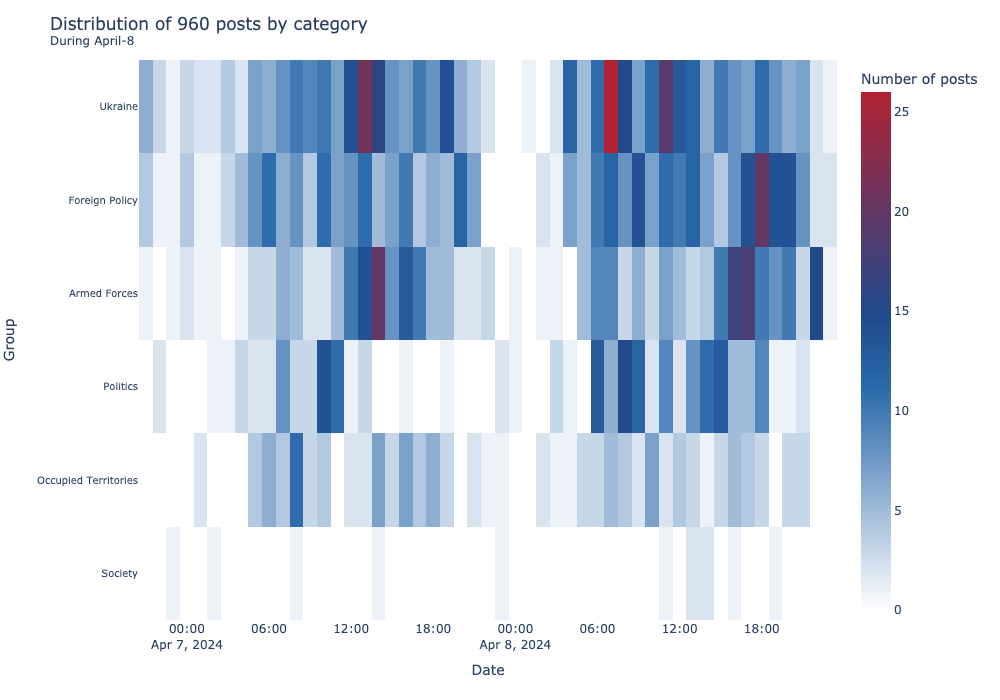 Distribution of 960 posts by category
During April-8
Number of posts
25
20
15
10
5
0
Group
Ukraine
Foreign Policy
Armed Forces
Politics
Occupied Territories
Society
00:00 06:00 12:00 18:00 00:00 06:00 12:00 18:00
Apr 7, 2024 Apr 8, 2024
Date